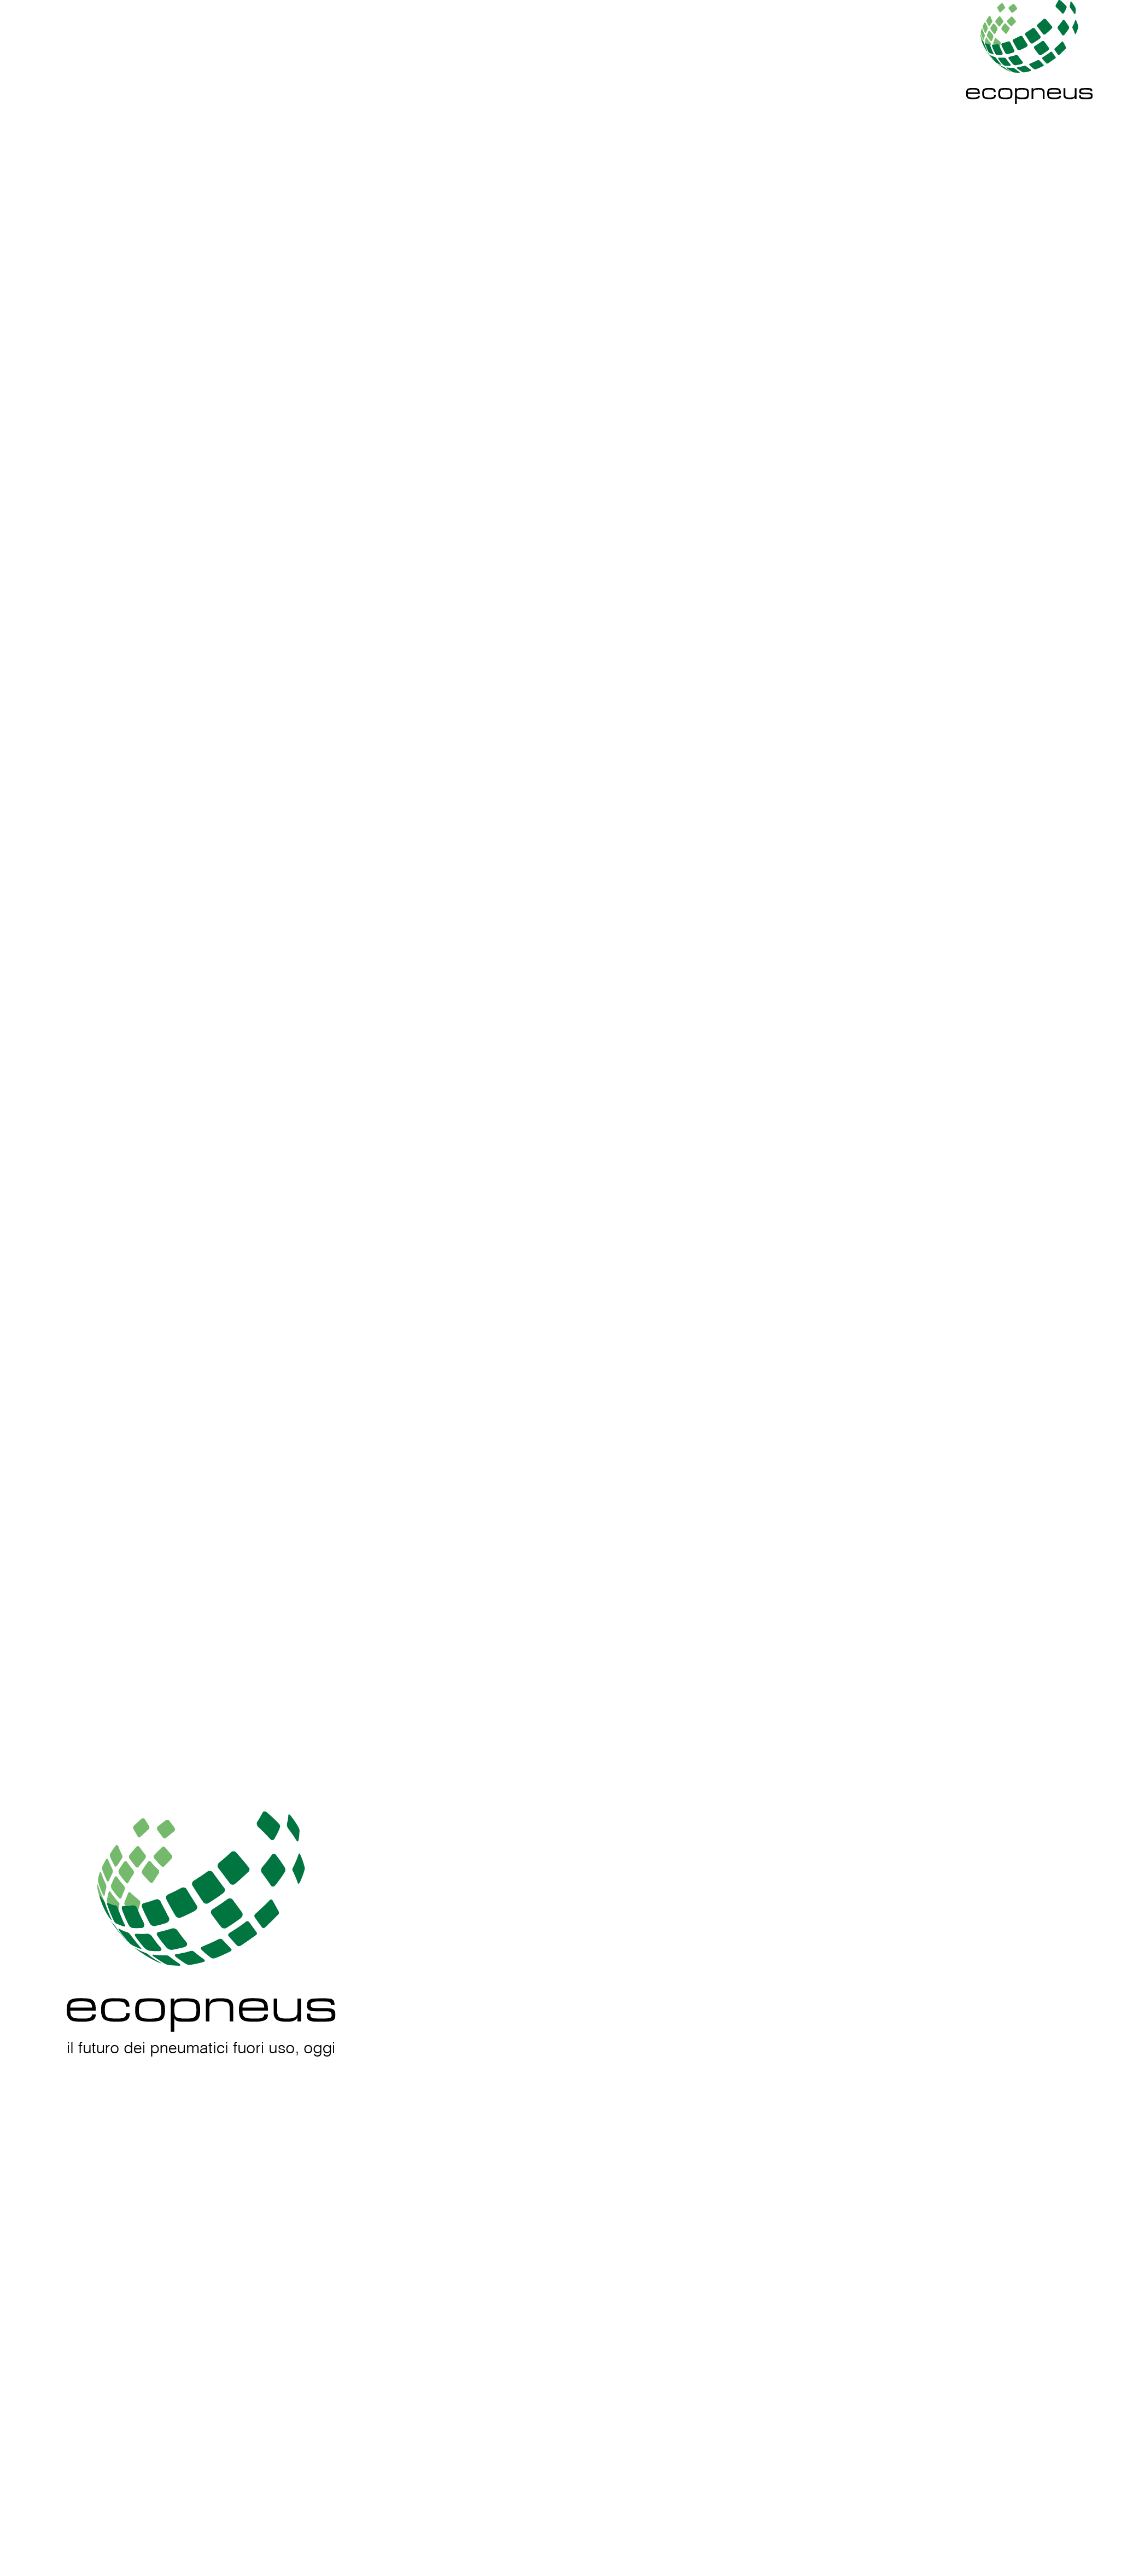 ecopneus
ecopneus
il futuro dei pneumatici fuori uso, oggi